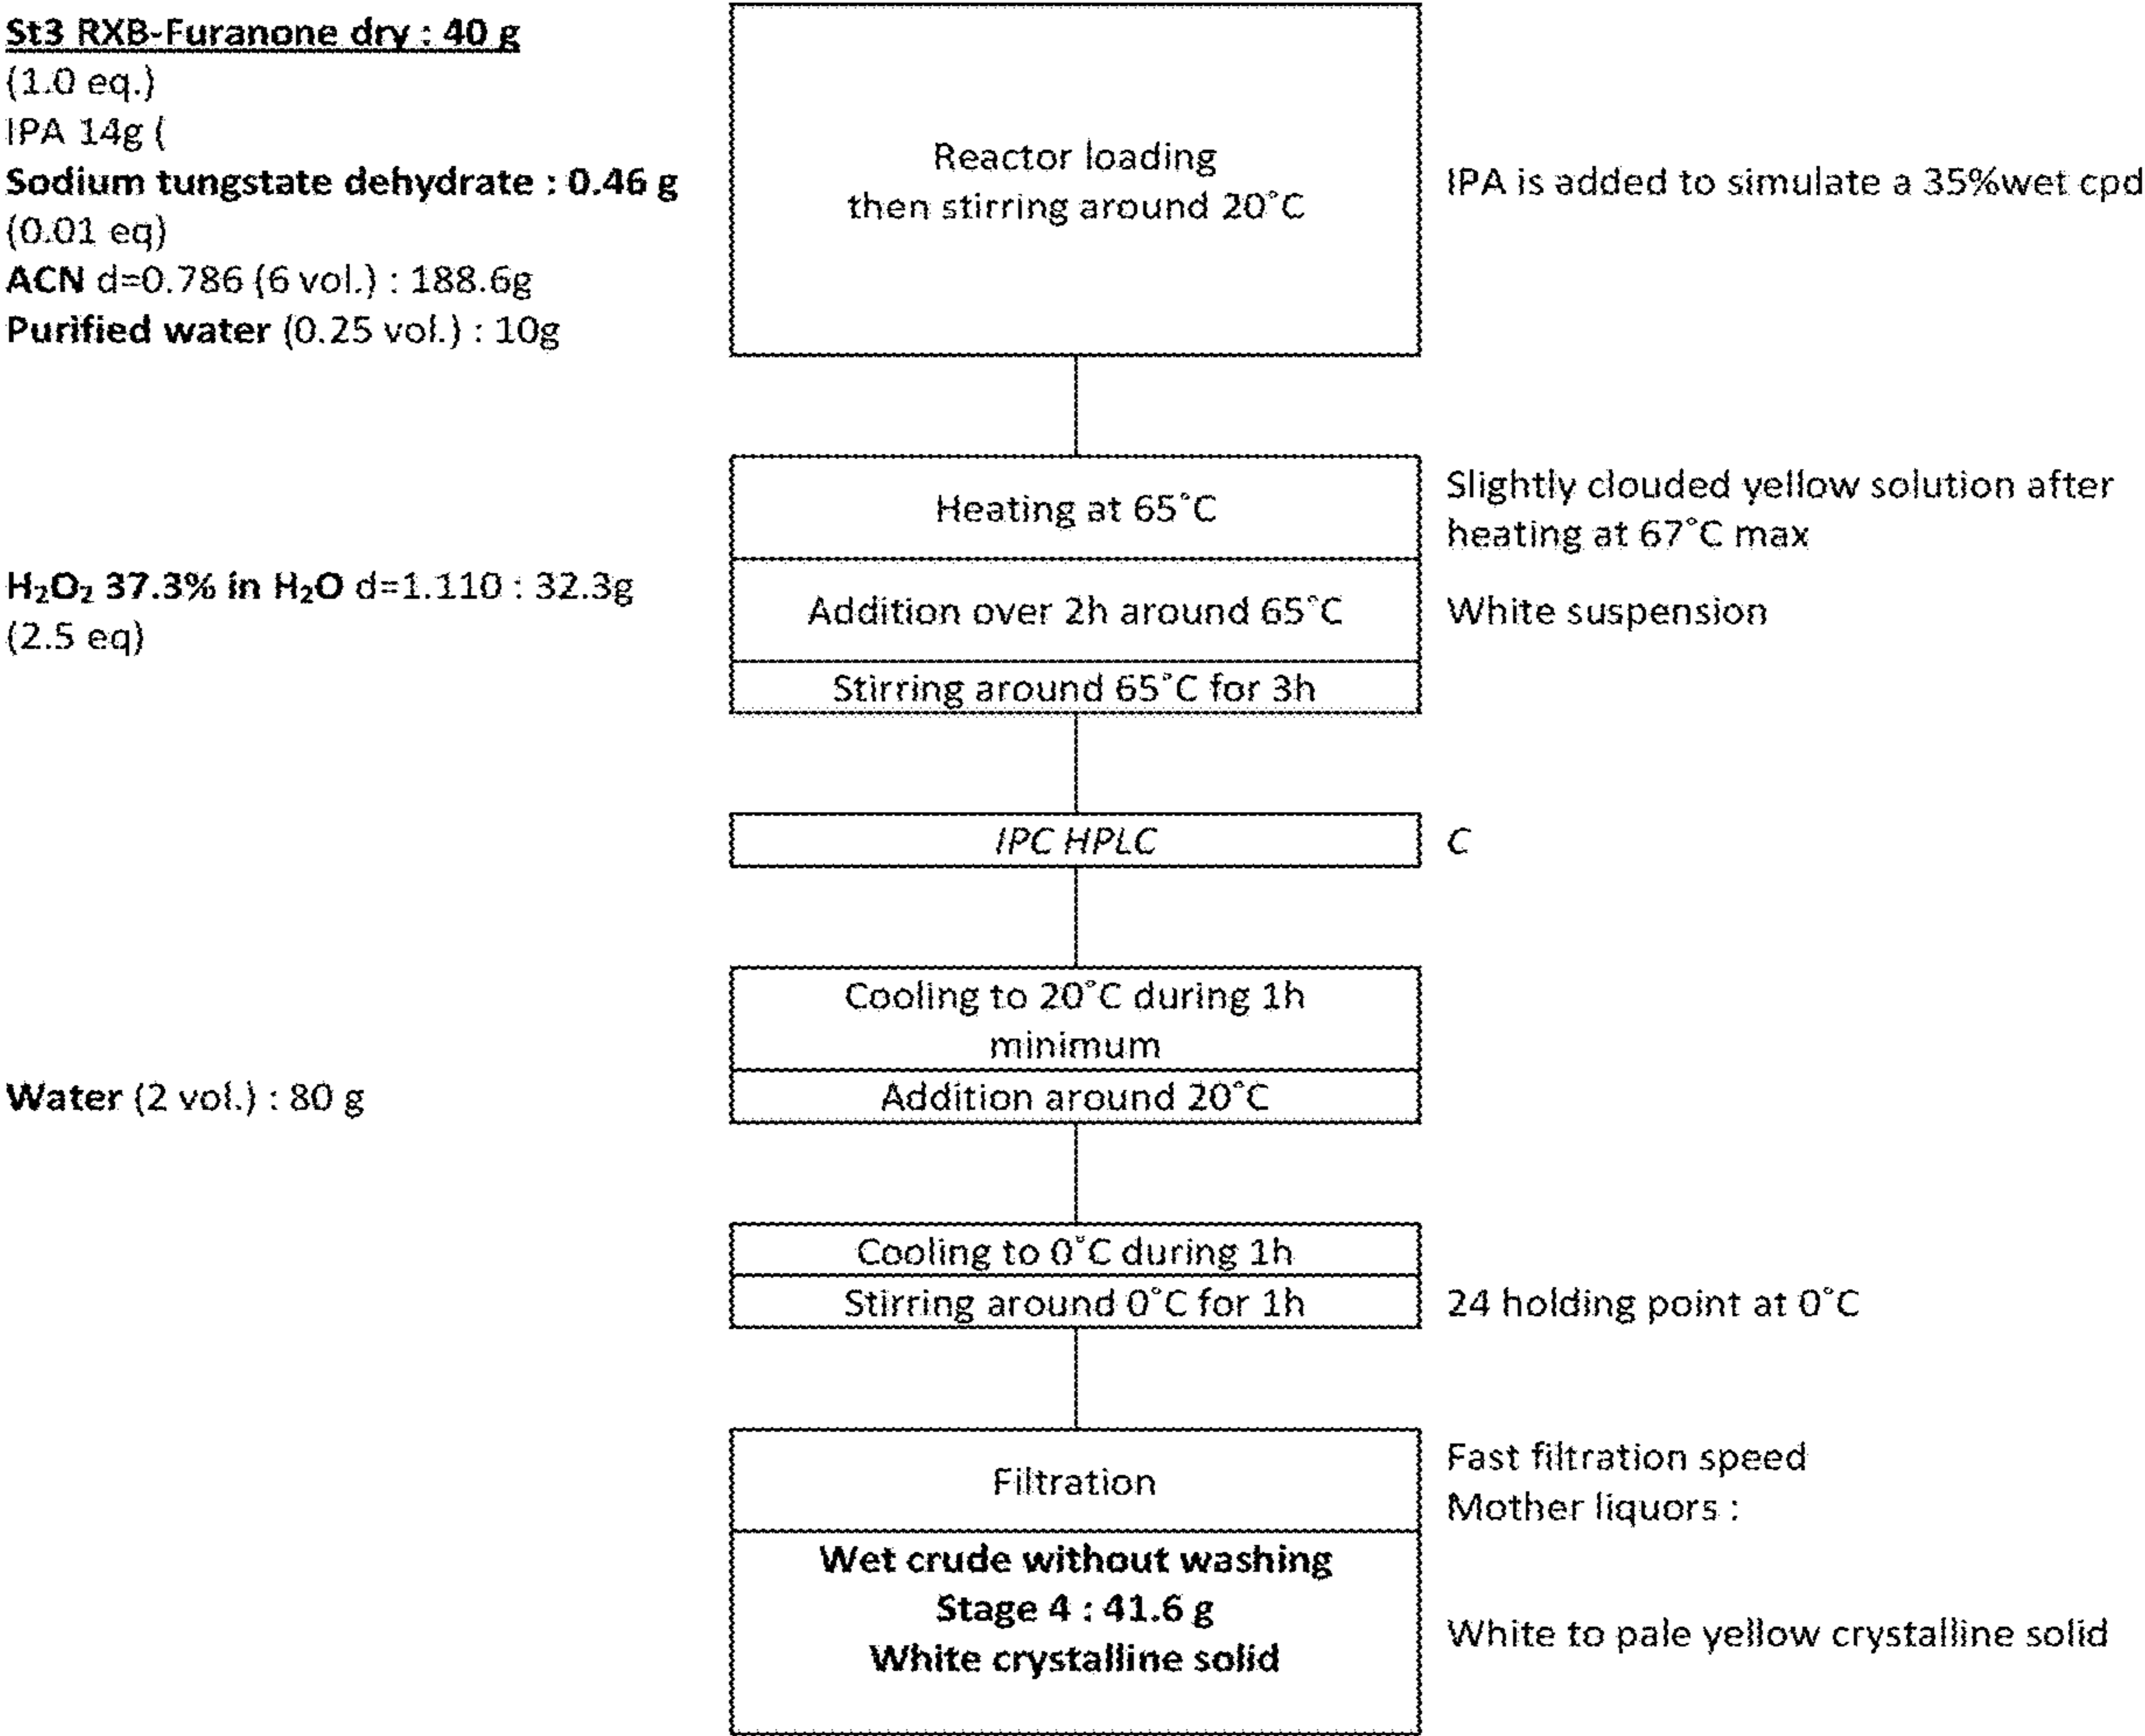 St3 RXB-Furanone dry : 40 g
(1.0 eq.)
IPA 14g (
Sodium tungstate dehydrate : 0.46 g
(0.01 eq)
ACN d=0.786 (6 vol.) : 188.6g
Purified water (0.25 vol.) : 10g
Reactor loading
then stirring around 20°C
IPA is added to simulate a 35%wet cpd
Heating at 65°C
Slightly clouded yellow solution after
heating at 67°C max
H₂O₂ 37.3% in H₂O d=1.110 : 32.3g
(2.5 eq)
Addition over 2h around 65°C
White suspension
Stirring around 65°C for 3h
IPC HPLC
C
Cooling to 20°C during 1h
minimum
Water (2 vol.) : 80 g
Addition around 20°C
Cooling to 0°C during 1h
Stirring around 0°C for 1h
24 holding point at 0°C
Filtration
Fast filtration speed
Mother liquors :
Wet crude without washing
Stage 4 : 41.6 g
White crystalline solid
White to pale yellow crystalline solid